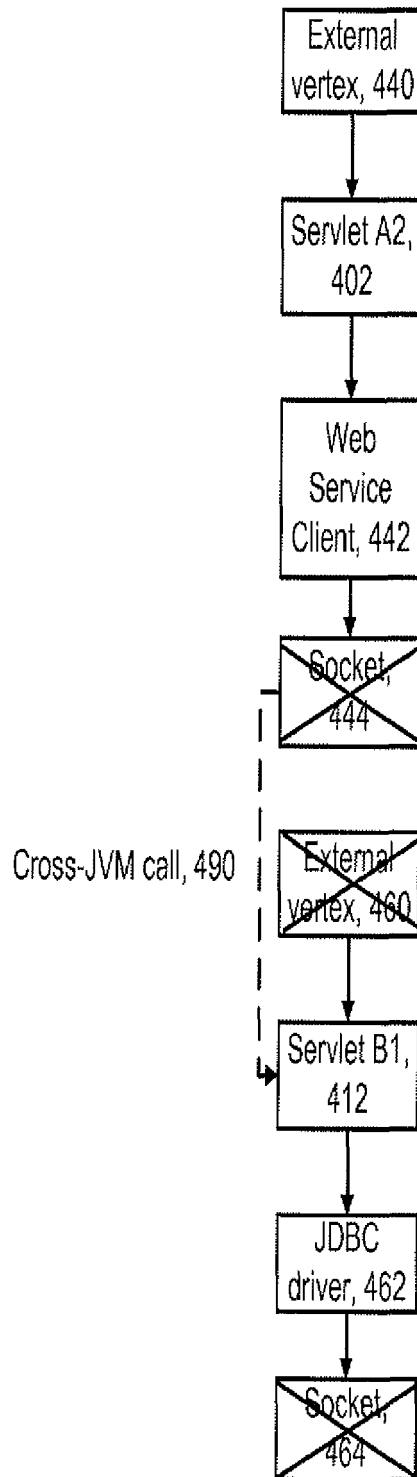 External
vertex, 440
Servlet A2,
402
Web
Service
Client, 442
Socket,
444
Cross-JVM call, 490
External
vertex, 460
Servlet B1,
412
JDBC
driver, 462
Socket,
464